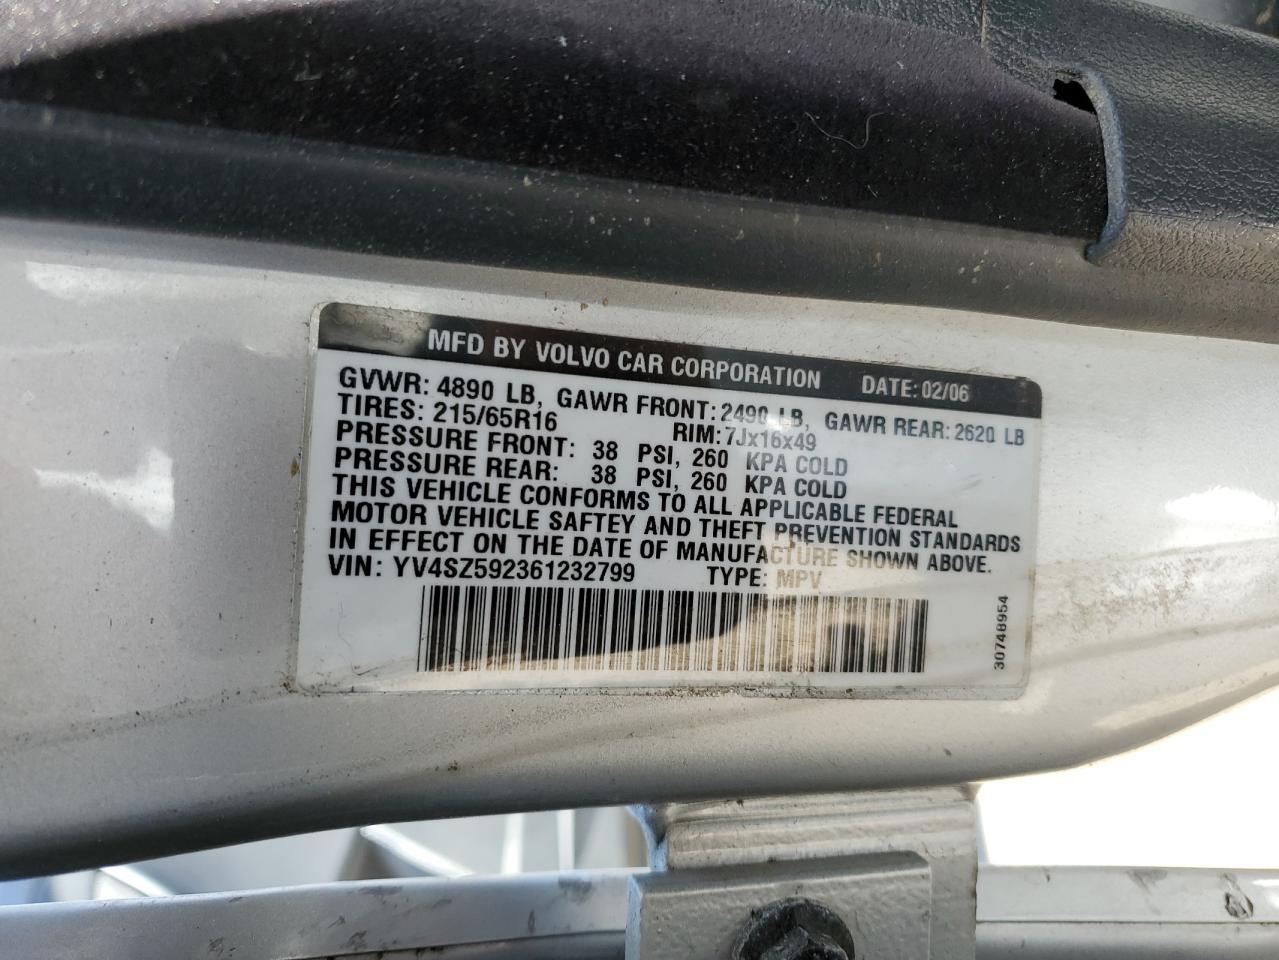 MFD BY VOLVO CAR CORPORATION DATE: 02/06
GVWR: 4890 LB, GAWR FRONT: 2490 LB, GAWR REAR: 2620 LB
TIRES: 215/65R16 RIM: 7Jx16x49
PRESSURE FRONT: 38 PSI, 260 KPA COLD
PRESSURE REAR: 38 PSI, 260 KPA COLD
THIS VEHICLE CONFORMS TO ALL APPLICABLE FEDERAL
MOTOR VEHICLE SAFTEY AND THEFT PREVENTION STANDARDS
IN EFFECT ON THE DATE OF MANUFACTURE SHOWN ABOVE.
VIN: YV4SZ592361232799 TYPE: MPV
30748954